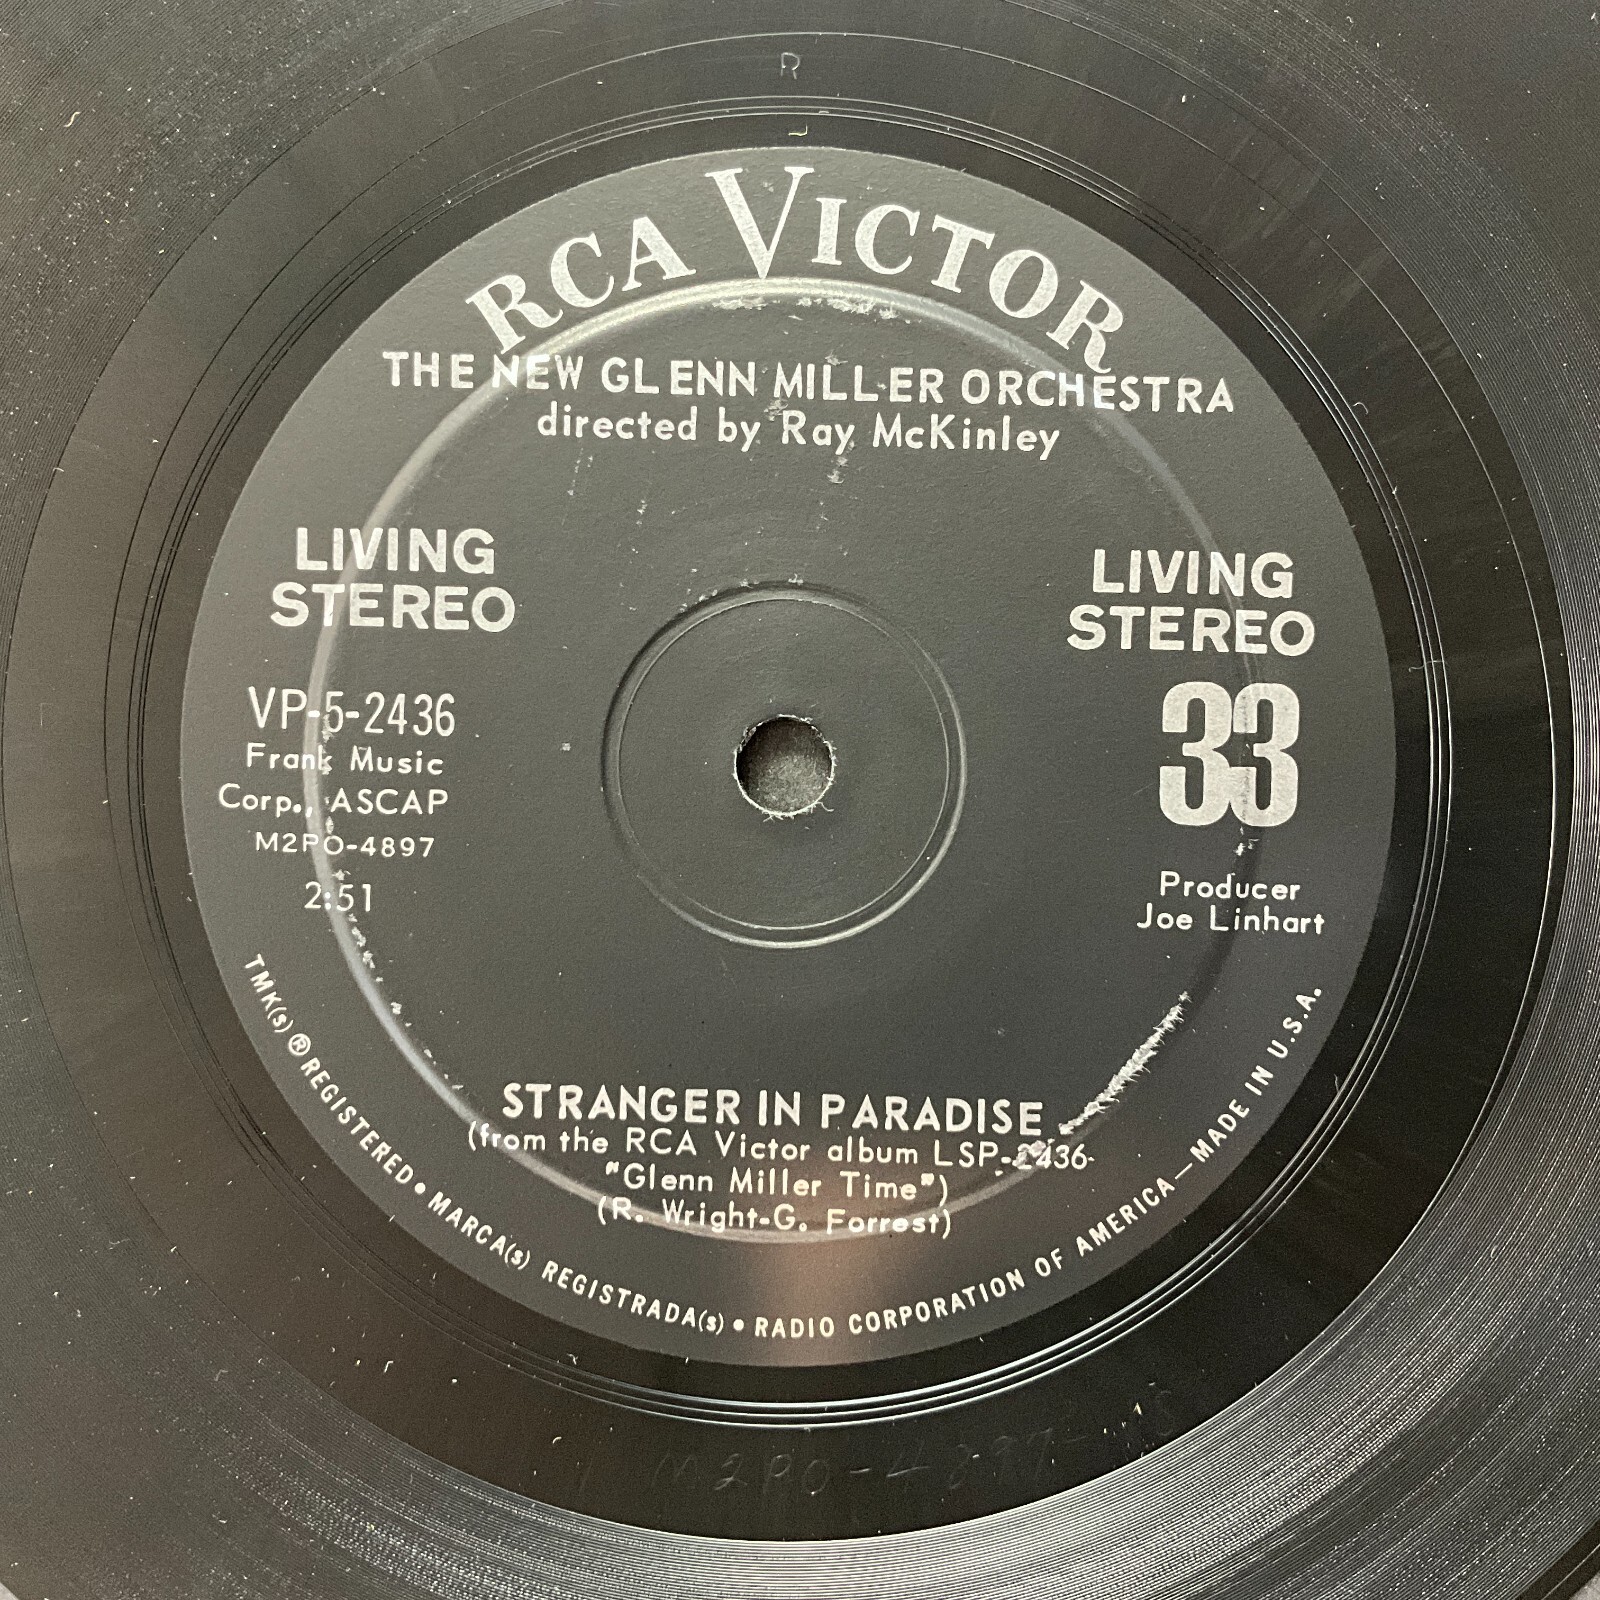 R
RCA VICTOR
THE NEW GLENN MILLER ORCHESTRA
directed by Ray McKinley
LIVING
STEREO
LIVING
STEREO
VP-5-2436
Frank Music
Corp., ASCAP
M2PO-4897
2:51
33
Producer
Joe Linhart
STRANGER IN PARADISE
(from the RCA Victor album LSP-2436
"Glenn Miller Time")
(R. Wright-G. Forrest)
TMK(s) ® REGISTERED • MARCA(s) REGISTRADA(s) • RADIO CORPORATION OF AMERICA—MADE IN U.S.A.
M2PO-4897-